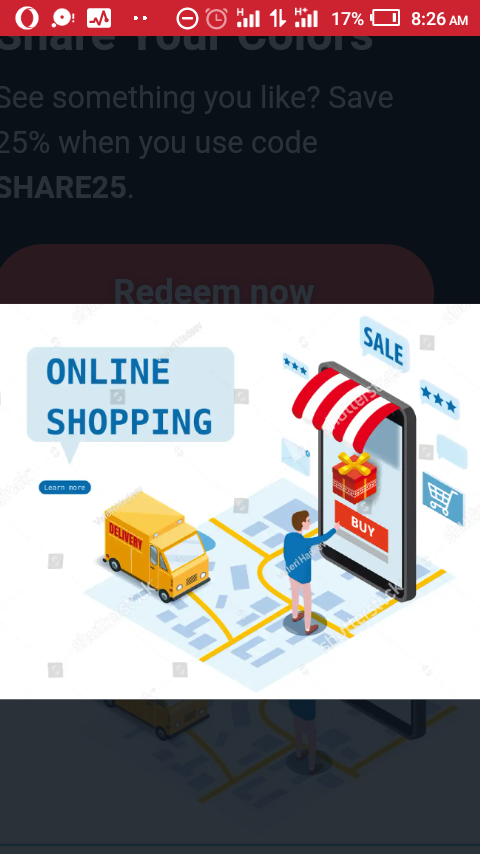 H H+ 17% 8:26 AM
Share Your Colors
See something you like? Save
25% when you use code
SHARE25.
Redeem now
SALE
ONLINE
SHOPPING
Learn more
BUY
DELIVERY
shutterstock